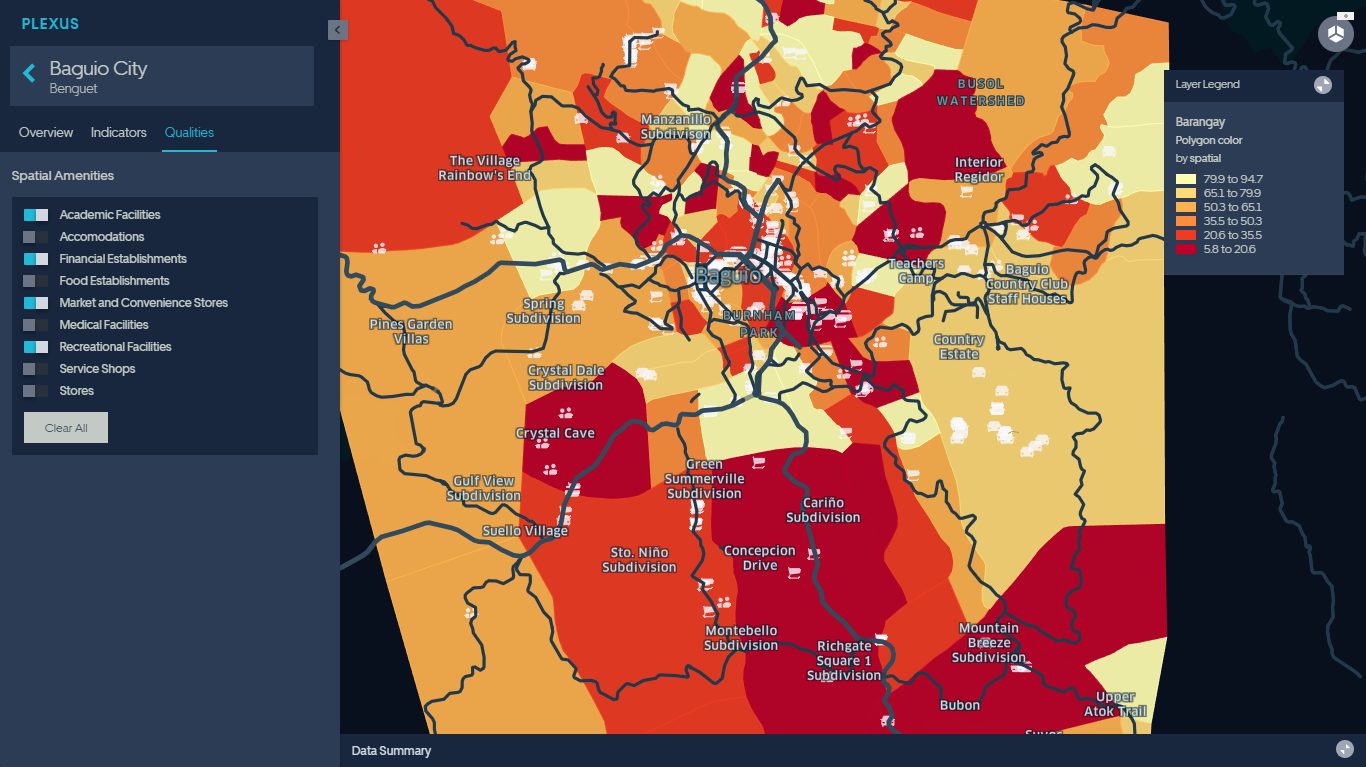 PLEXUS
Baguio City
Benguet
Overview
Indicators
Qualities
Spatial Amenities
Academic Facilities
Accomodations
Financial Establishments
Food Establishments
Market and Convenience Stores
Medical Facilities
Recreational Facilities
Service Shops
Stores
Clear All
BUSOL
WATERSHED
Manzanillo
Subdivison
The Village
Rainbow's End
Interior
Regidor
Baguio
Teachers
Camp
Baguio
Country Club
Staff Houses
Spring
Subdivision
BURNHAM
PARK
Pines Garden
Villas
Country
Estate
Crystal Dale
Subdivision
Crystal Cave
Green
Summerville
Subdivision
Gulf View
Subdivision
Cariño
Subdivision
Suello Village
Sto. Niño
Subdivision
Concepcion
Drive
Montebello
Subdivision
Richgate
Square 1
Subdivision
Mountain
Breeze
Subdivision
Bubon
Upper
Atok Trail
Layer Legend
Barangay
Polygon color
by spatial
79.9 to 94.7
65.1 to 79.9
50.3 to 65.1
35.5 to 50.3
20.6 to 35.5
5.8 to 20.6
Data Summary